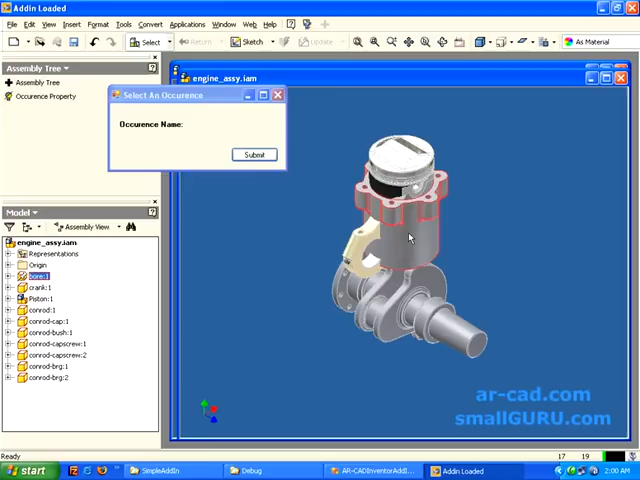 Addin Loaded
File Edit View Insert Format Tools Convert Applications Window Web Help
Select Return Sketch Update As Material
Assembly Tree
Assembly Tree
Occurence Property
engine_assy.iam
Select An Occurence
Occurence Name:
Submit
Model
Assembly View
engine_assy.iam
Representations
Origin
bore:1
crank:1
Piston:1
conrod:1
conrod-cap:1
conrod-bush:1
conrod-capscrew:1
conrod-capscrew:2
conrod-brg:1
conrod-brg:2
ar-cad.com
smallGURU.com
Ready 17 19
start SimpleAddIn Debug AR-CADInventorAddI... Addin Loaded 2:00 AM